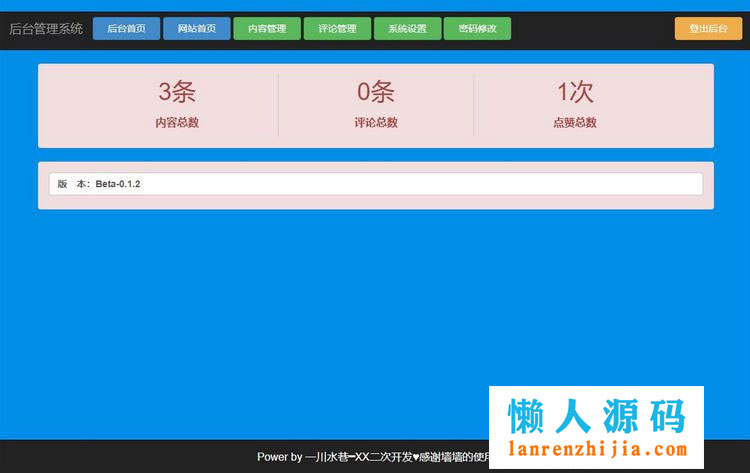 后台管理系统 后台首页 网站首页 内容管理 评论管理 系统设置 密码修改 登出后台
3条 0条 1次
内容总数 评论总数 点赞总数
版 本：Beta-0.1.2
Power by 一川水巷━XX二次开发♥感谢墙墙的使用
懒人源码
lanrenzhijia.com